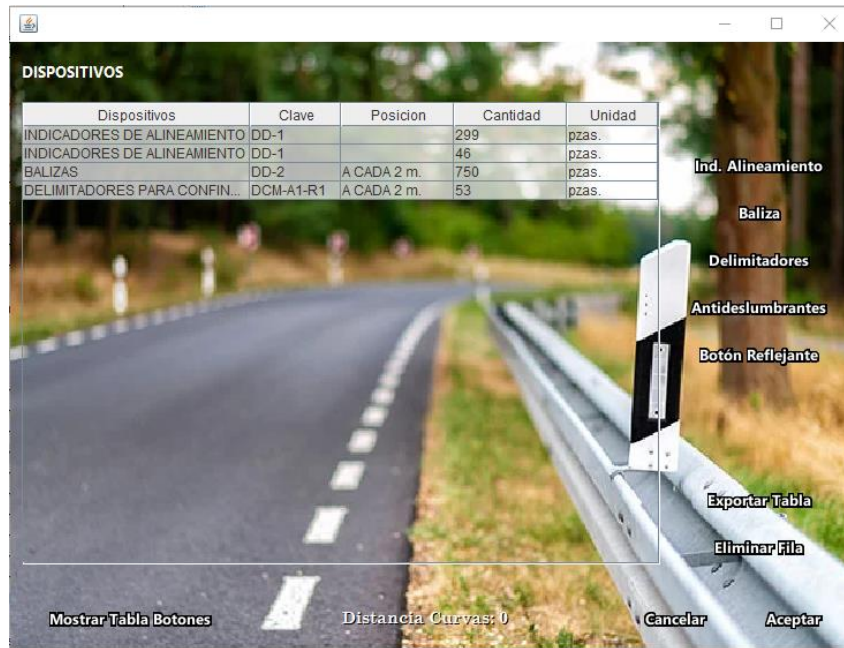 DISPOSITIVOS
Dispositivos Clave Posicion Cantidad Unidad
INDICADORES DE ALINEAMIENTO DD-1 299 pzas.
INDICADORES DE ALINEAMIENTO DD-1 46 pzas.
BALIZAS DD-2 A CADA 2 m. 750 pzas.
DELIMITADORES PARA CONFIN... DCM-A1-R1 A CADA 2 m. 53 pzas.
Ind. Alineamiento
Baliza
Delimitadores
Antideslumbrantes
Botón Reflejante
Exportar Tabla
Eliminar Fila
Mostrar Tabla Botones Distancia Curvas: 0 Cancelar Aceptar